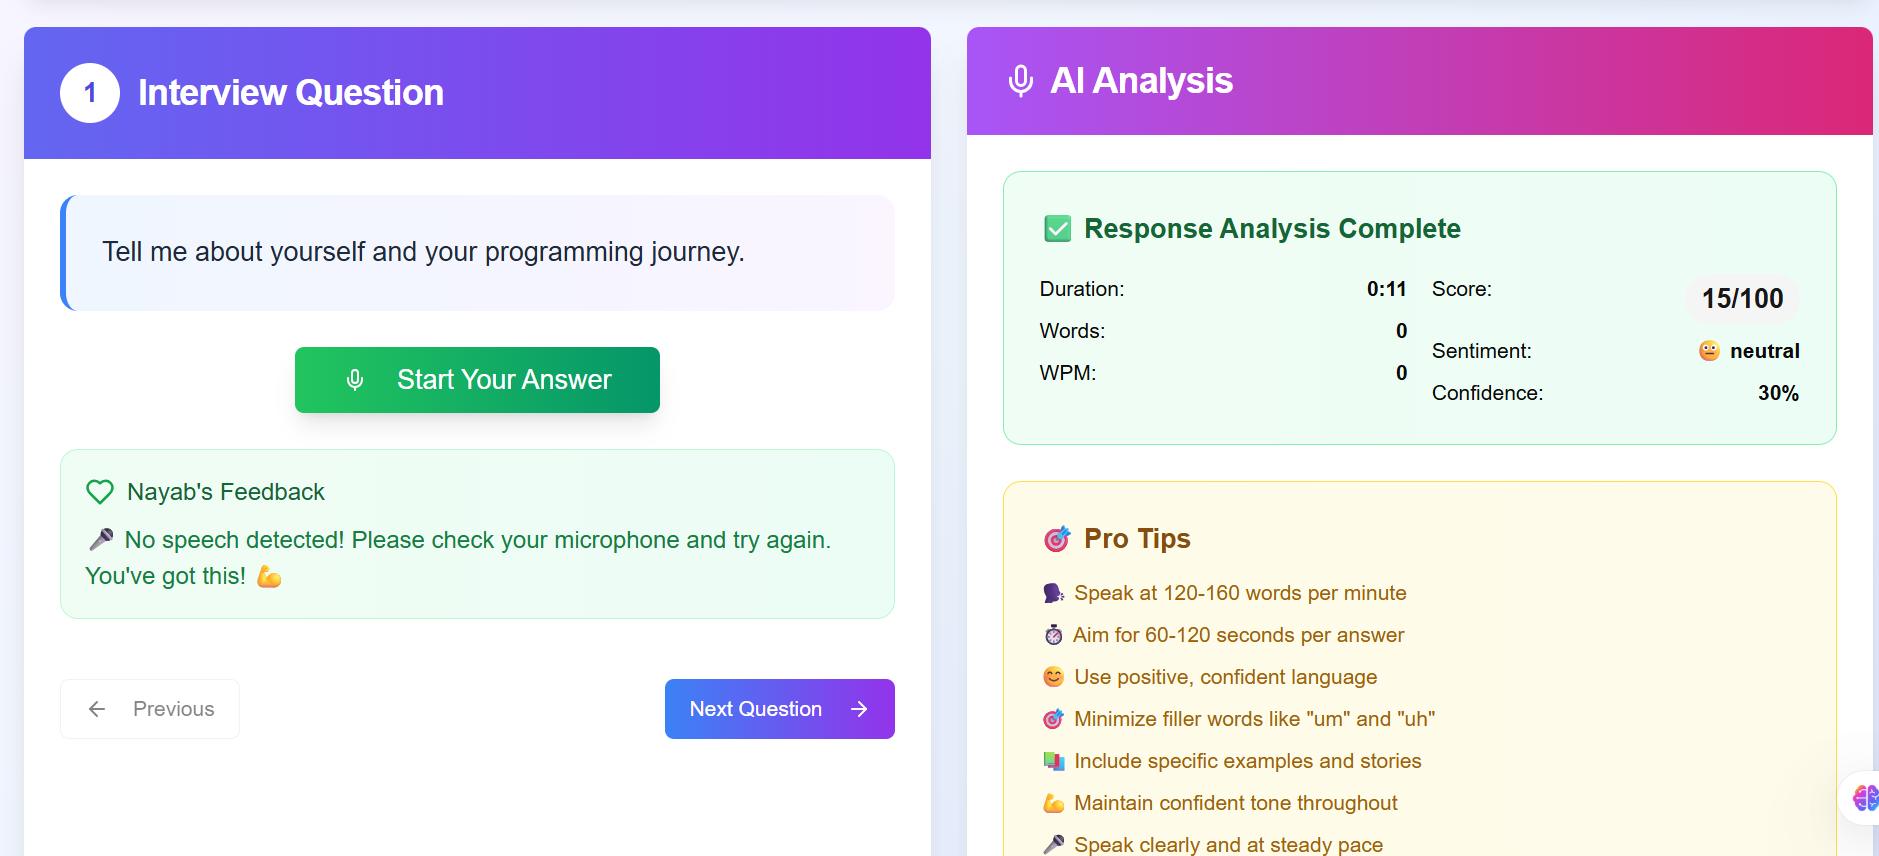 1 Interview Question
Tell me about yourself and your programming journey.
Start Your Answer
Nayab's Feedback
🎤 No speech detected! Please check your microphone and try again.
You've got this! 💪
Previous
Next Question
AI Analysis
✅ Response Analysis Complete
Duration: 0:11
Words: 0
WPM: 0
Score: 15/100
Sentiment: 😐 neutral
Confidence: 30%
🎯 Pro Tips
🗣️ Speak at 120-160 words per minute
⏱️ Aim for 60-120 seconds per answer
😊 Use positive, confident language
🎯 Minimize filler words like "um" and "uh"
📚 Include specific examples and stories
💪 Maintain confident tone throughout
🎤 Speak clearly and at steady pace